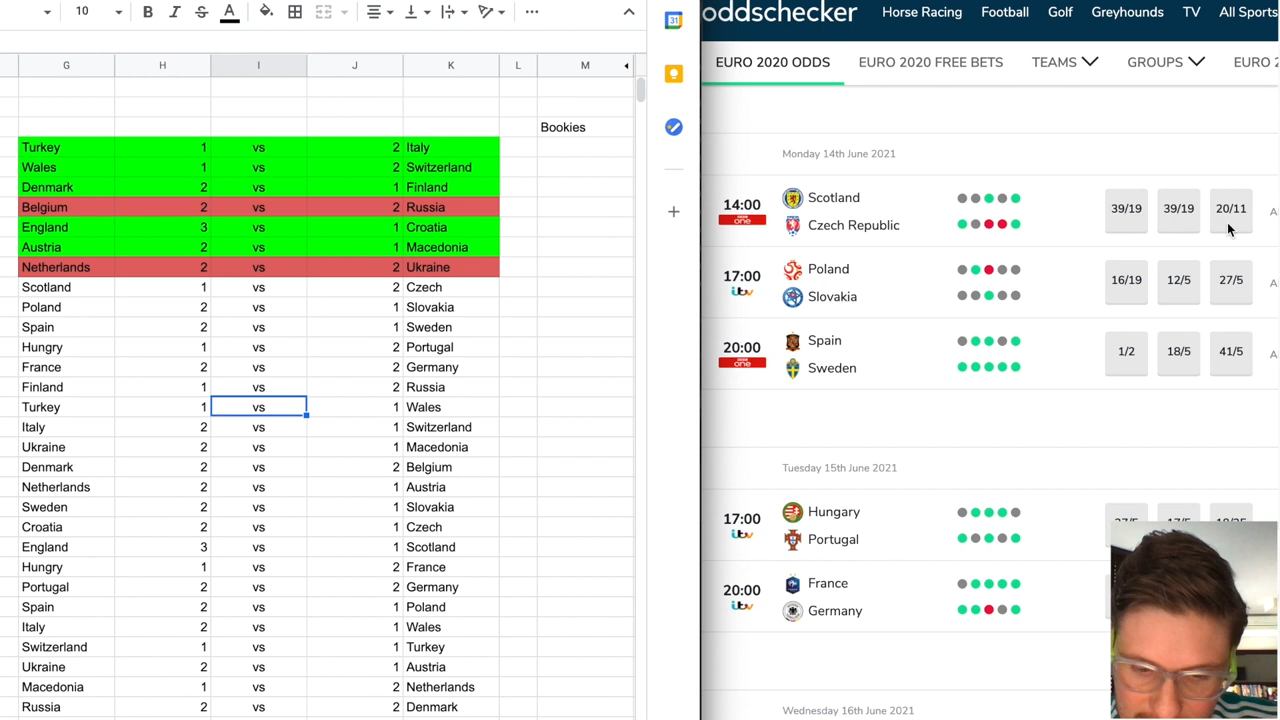 10 B I S A
G H I J K L M
Bookies
Turkey 1 vs 2 Italy
Wales 1 vs 2 Switzerland
Denmark 2 vs 1 Finland
Belgium 2 vs 2 Russia
England 3 vs 1 Croatia
Austria 2 vs 1 Macedonia
Netherlands 2 vs 2 Ukraine
Scotland 1 vs 2 Czech
Poland 2 vs 1 Slovakia
Spain 2 vs 1 Sweden
Hungry 1 vs 2 Portugal
France 2 vs 2 Germany
Finland 1 vs 2 Russia
Turkey 1 vs 1 Wales
Italy 2 vs 1 Switzerland
Ukraine 2 vs 1 Macedonia
Denmark 2 vs 2 Belgium
Netherlands 2 vs 1 Austria
Sweden 2 vs 1 Slovakia
Croatia 2 vs 1 Czech
England 3 vs 1 Scotland
Hungry 1 vs 2 France
Portugal 2 vs 2 Germany
Spain 2 vs 1 Poland
Italy 2 vs 1 Wales
Switzerland 1 vs 1 Turkey
Ukraine 2 vs 1 Austria
Macedonia 1 vs 2 Netherlands
Russia 2 vs 2 Denmark
31
oddschecker Horse Racing Football Golf Greyhounds TV All Sports
EURO 2020 ODDS EURO 2020 FREE BETS TEAMS GROUPS EURO 2
Monday 14th June 2021
14:00 BBC one Scotland Czech Republic 39/19 39/19 20/11 A
17:00 itv Poland Slovakia 16/19 12/5 27/5 A
20:00 BBC one Spain Sweden 1/2 18/5 41/5 A
Tuesday 15th June 2021
17:00 itv Hungary Portugal
20:00 itv France Germany
Wednesday 16th June 2021